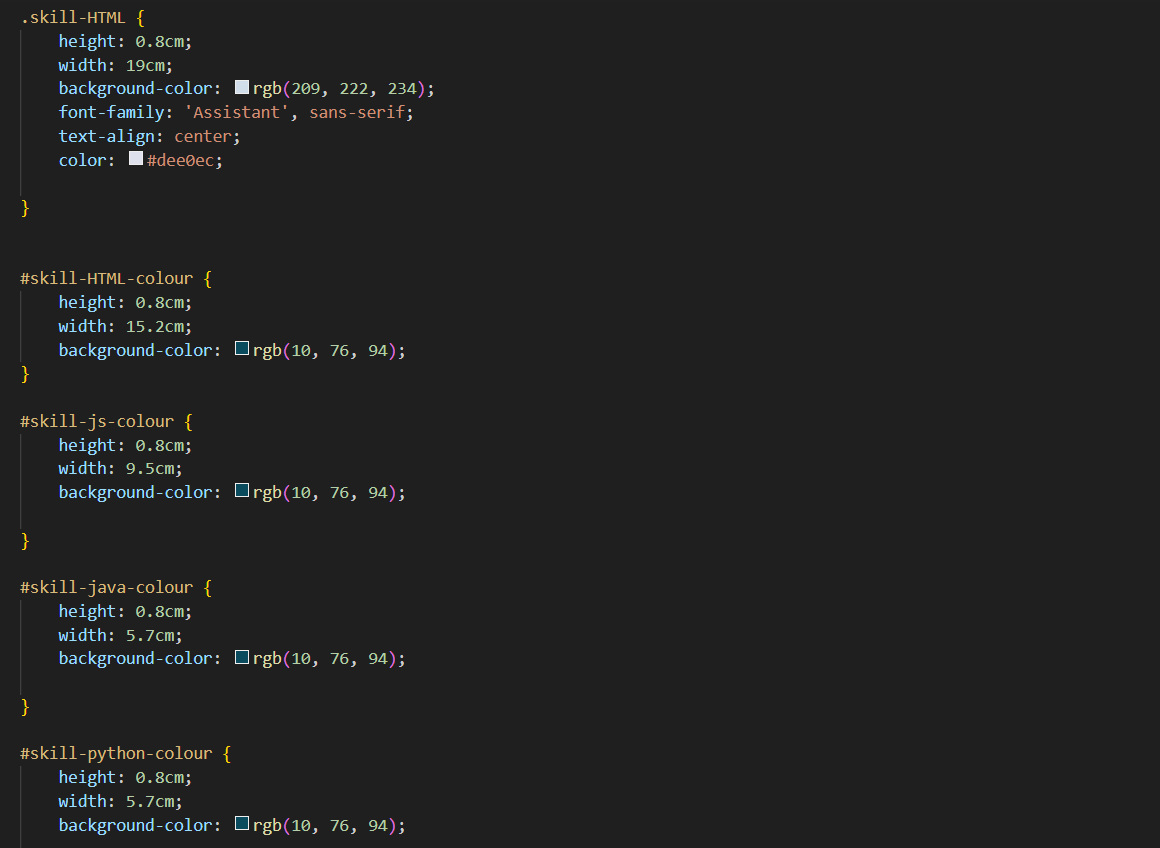 .skill-HTML {
    height: 0.8cm;
    width: 19cm;
    background-color: rgb(209, 222, 234);
    font-family: 'Assistant', sans-serif;
    text-align: center;
    color: #dee0ec;
}
#skill-HTML-colour {
    height: 0.8cm;
    width: 15.2cm;
    background-color: rgb(10, 76, 94);
}
#skill-js-colour {
    height: 0.8cm;
    width: 9.5cm;
    background-color: rgb(10, 76, 94);
}
#skill-java-colour {
    height: 0.8cm;
    width: 5.7cm;
    background-color: rgb(10, 76, 94);
}
#skill-python-colour {
    height: 0.8cm;
    width: 5.7cm;
    background-color: rgb(10, 76, 94);